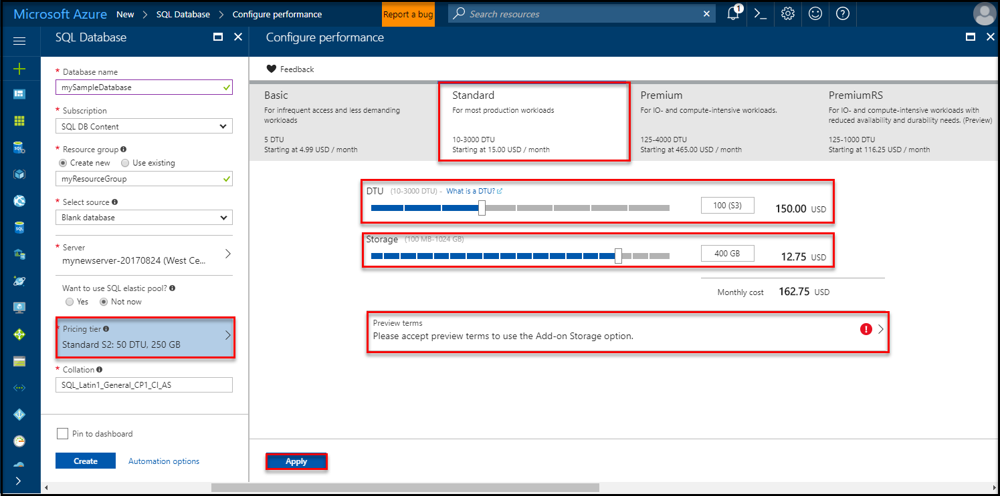 Microsoft Azure New > SQL Database > Configure performance
Report a bug
Search resources
1
SQL Database
Configure performance
* Database name
mySampleDatabase
* Subscription
SQL DB Content
* Resource group
Create new Use existing
myResourceGroup
* Select source
Blank database
* Server
mynewserver-20170824 (West Ce...
Want to use SQL elastic pool?
Yes Not now
* Pricing tier
Standard S2: 50 DTU, 250 GB
* Collation
SQL_Latin1_General_CP1_CI_AS
Pin to dashboard
Create Automation options
Feedback
Basic
For infrequent access and less demanding
workloads
5 DTU
Starting at 4.99 USD / month
Standard
For most production workloads
10-3000 DTU
Starting at 15.00 USD / month
Premium
For IO- and compute-intensive workloads.
125-4000 DTU
Starting at 465.00 USD / month
PremiumRS
For IO- and compute-intensive workloads with
reduced availability and durability needs. (Preview)
125-1000 DTU
Starting at 116.25 USD / month
DTU (10-3000 DTU) - What is a DTU?
100 (S3) 150.00 USD
Storage (100 MB-1024 GB)
400 GB 12.75 USD
Monthly cost 162.75 USD
Preview terms
Please accept preview terms to use the Add-on Storage option.
Apply
SQL
SQL